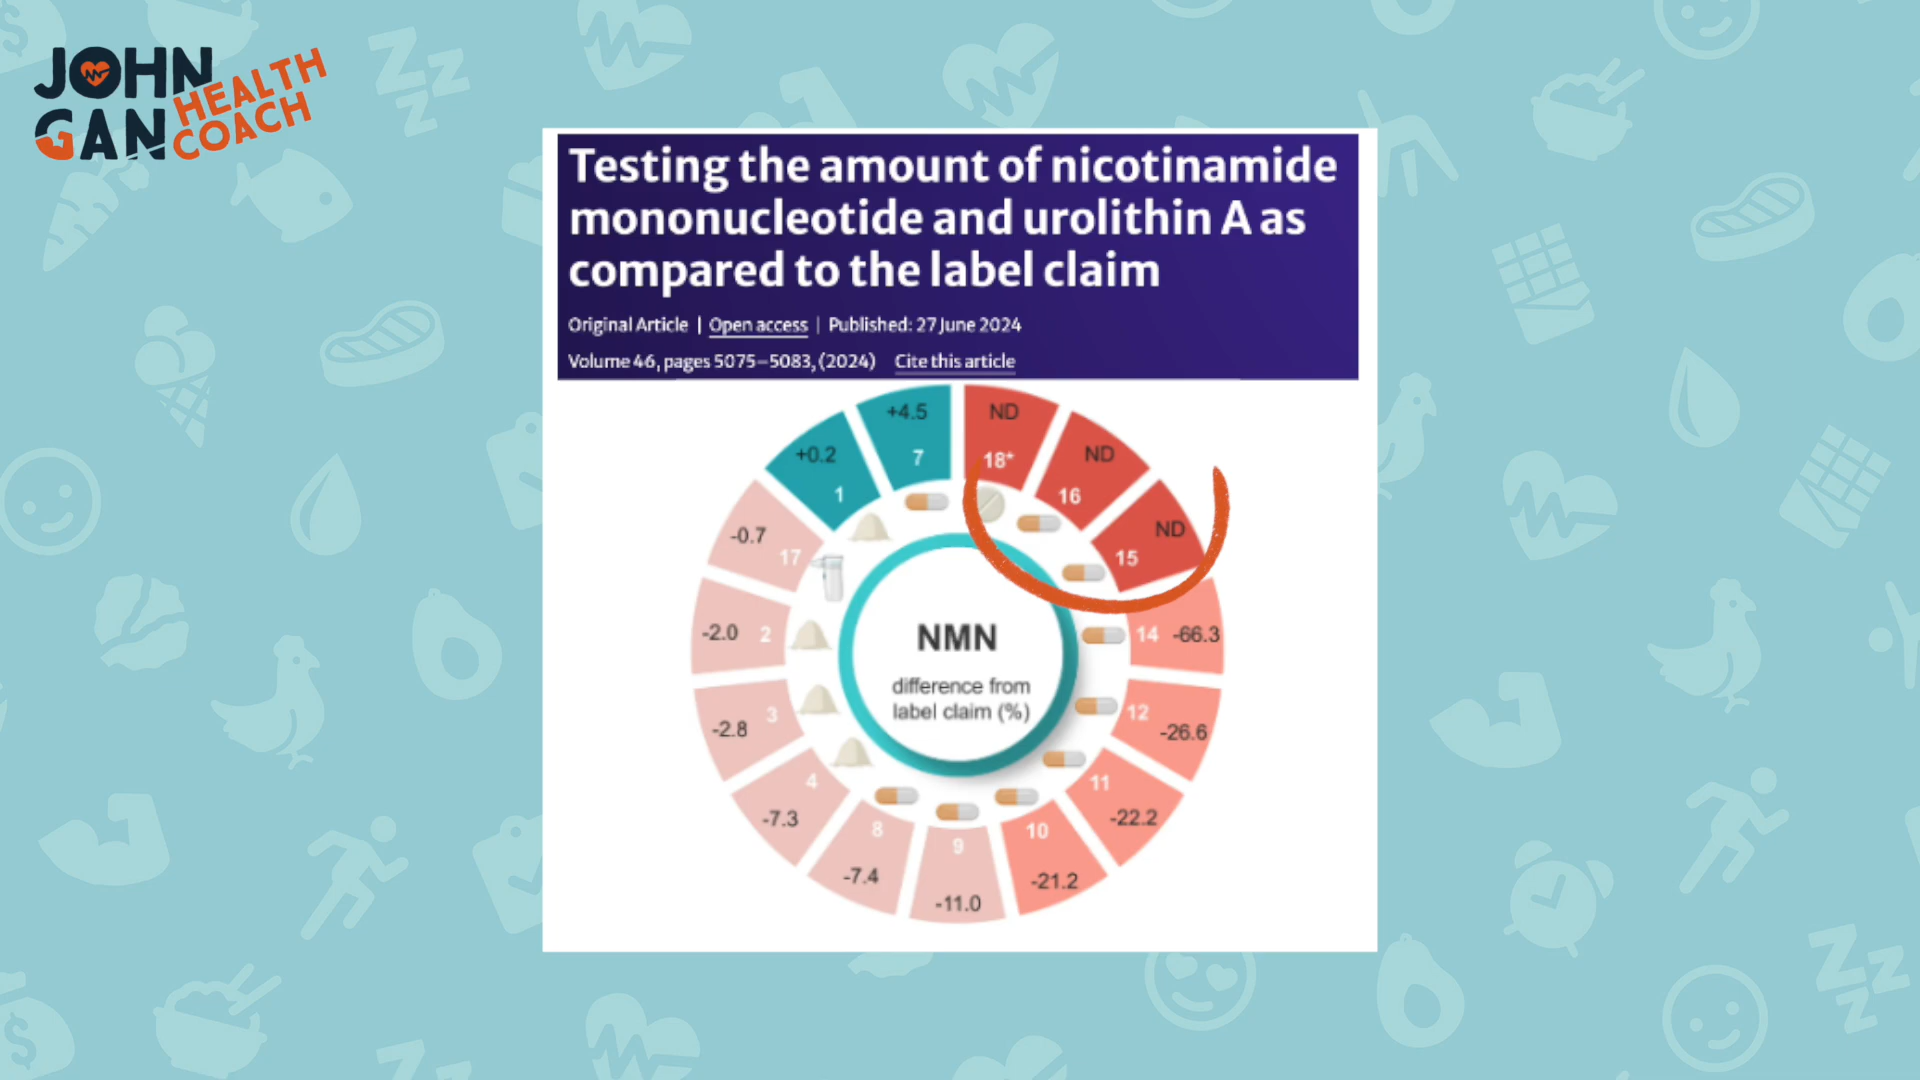 JOHN
GAN
HEALTH
COACH
Testing the amount of nicotinamide
mononucleotide and urolithin A as
compared to the label claim
Original Article | Open access | Published: 27 June 2024
Volume 46, pages 5075–5083, (2024) Cite this article
+4.5
7
ND
18*
ND
16
ND
15
14 -66.3
12
-26.6
11
-22.2
10
-21.2
9
-11.0
8
-7.4
4
-7.3
3
-2.8
-2.0 2
-0.7
17
+0.2
1
NMN
difference from
label claim (%)
ZZZ
ZZZ
ZZ
$
$